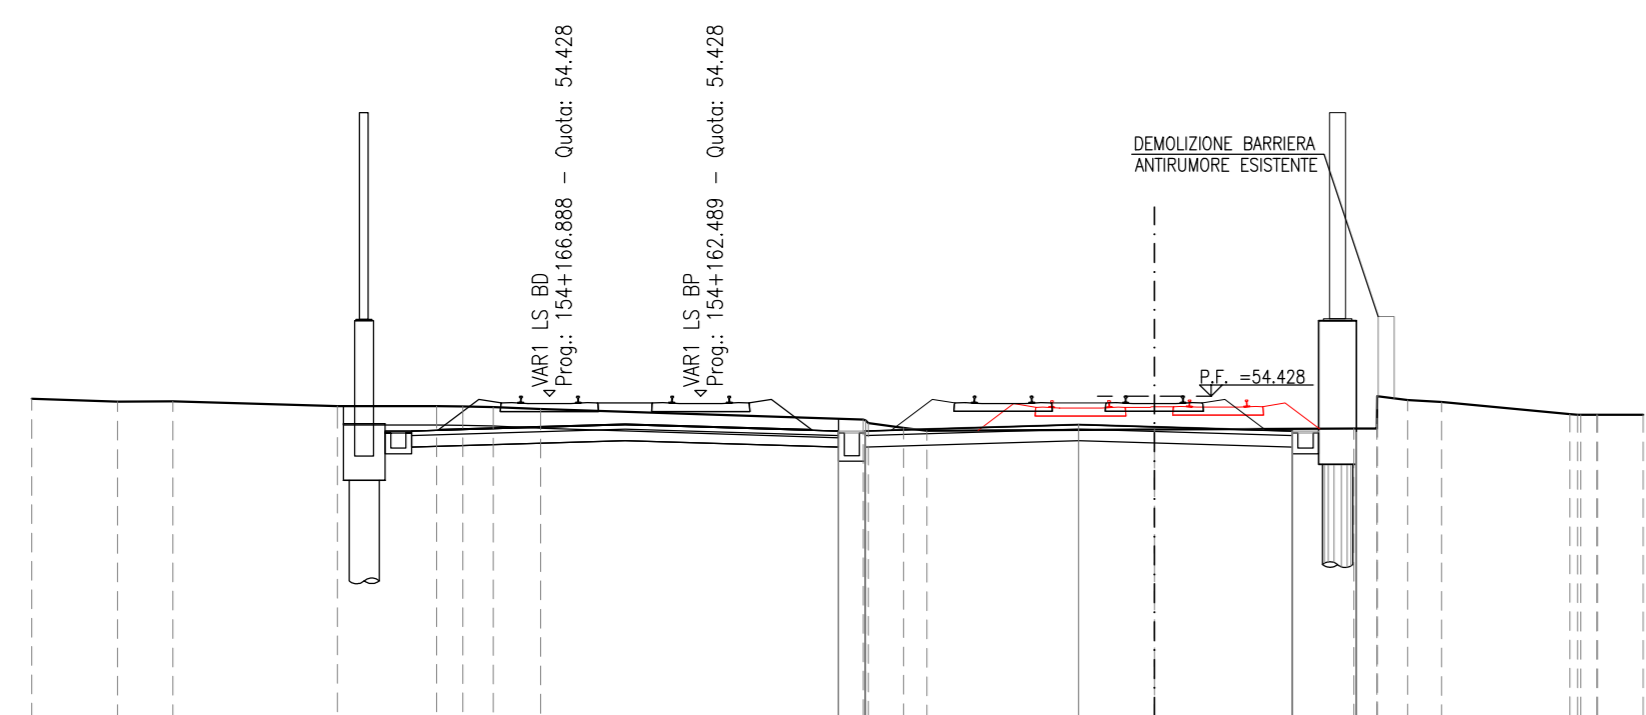 VAR1 LS BD
Prog.: 154+166.888 - Quota: 54.428
VAR1 LS BP
Prog.: 154+162.489 - Quota: 54.428
DEMOLIZIONE BARRIERA
ANTIRUMORE ESISTENTE
P.F. =54.428